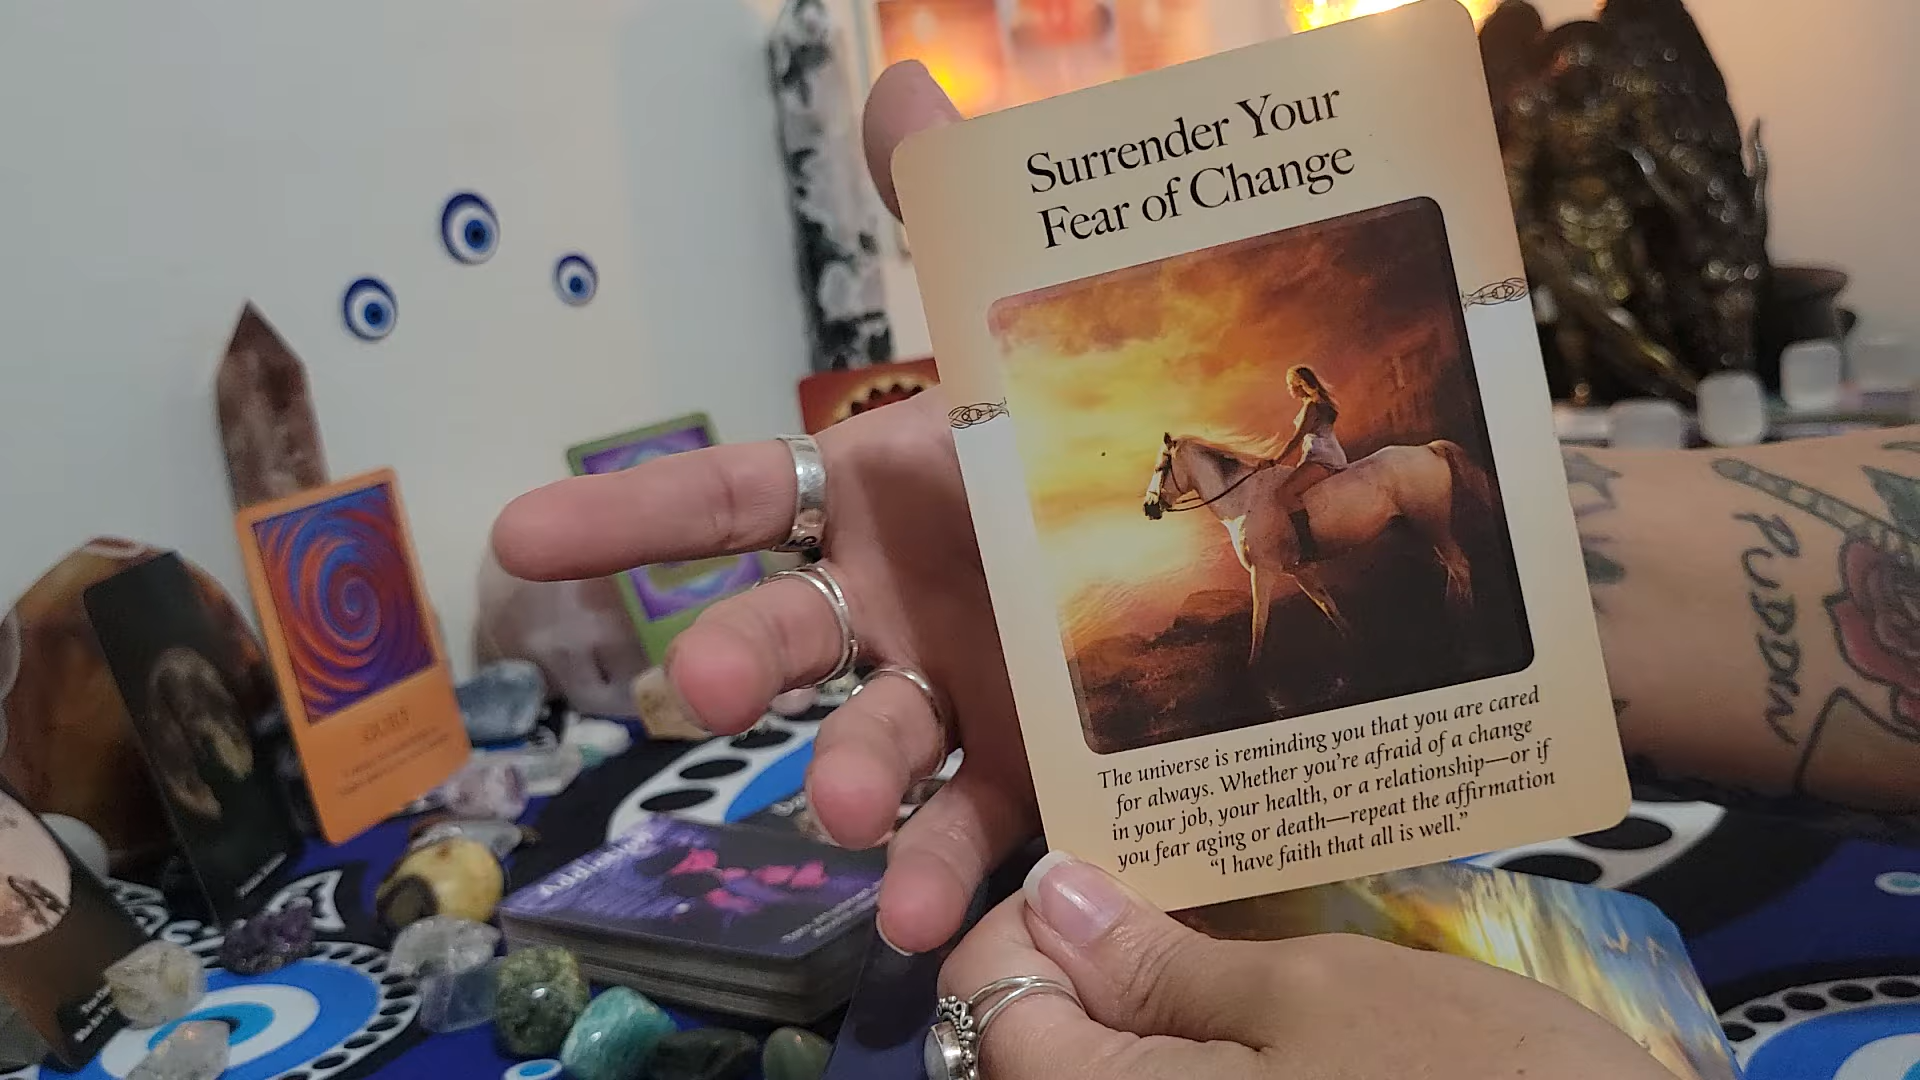 Surrender Your
Fear of Change
The universe is reminding you that you are cared
for always. Whether you're afraid of a change
in your job, your health, or a relationship—or if
you fear aging or death—repeat the affirmation
"I have faith that all is well."
PUDDIN